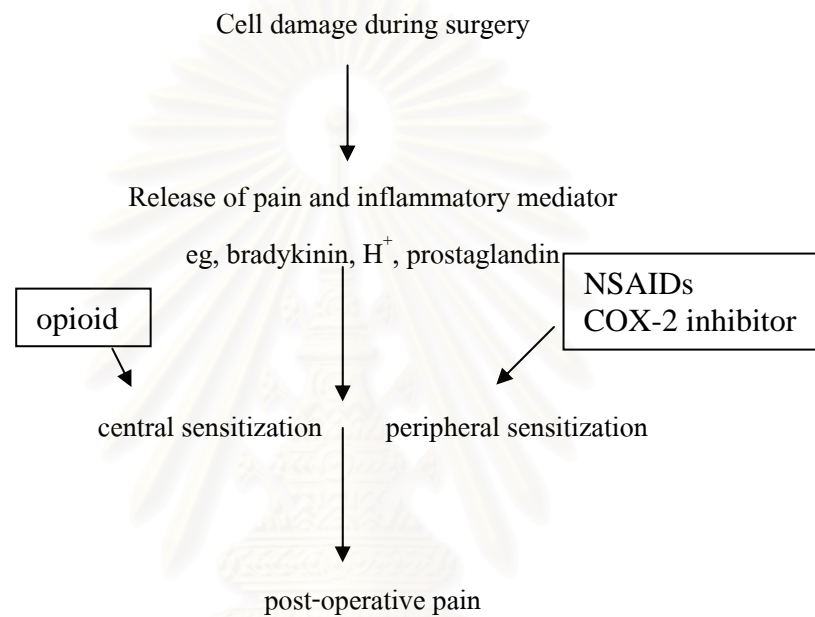 Cell damage during surgery
Release of pain and inflammatory mediator
eg, bradykinin, H⁺, prostaglandin
NSAIDs
COX-2 inhibitor
opioid
central sensitization
peripheral sensitization
post-operative pain